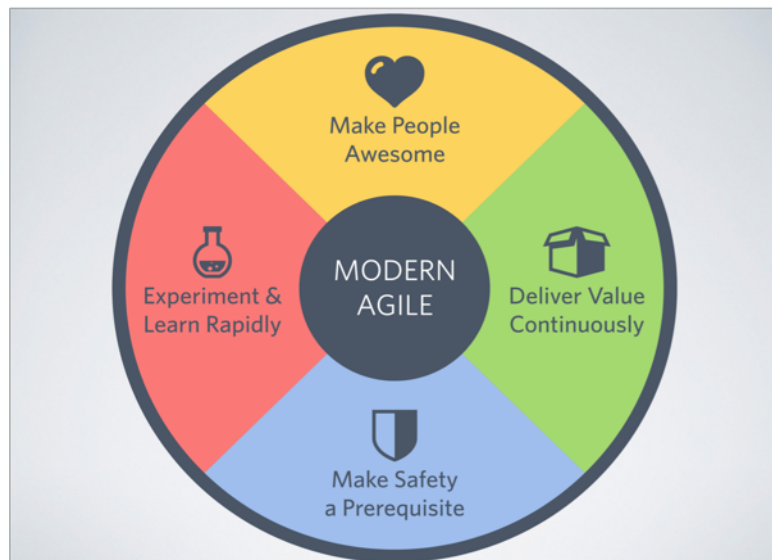 Make People
Awesome
Experiment &
Learn Rapidly
MODERN
AGILE
Deliver Value
Continuously
Make Safety
a Prerequisite